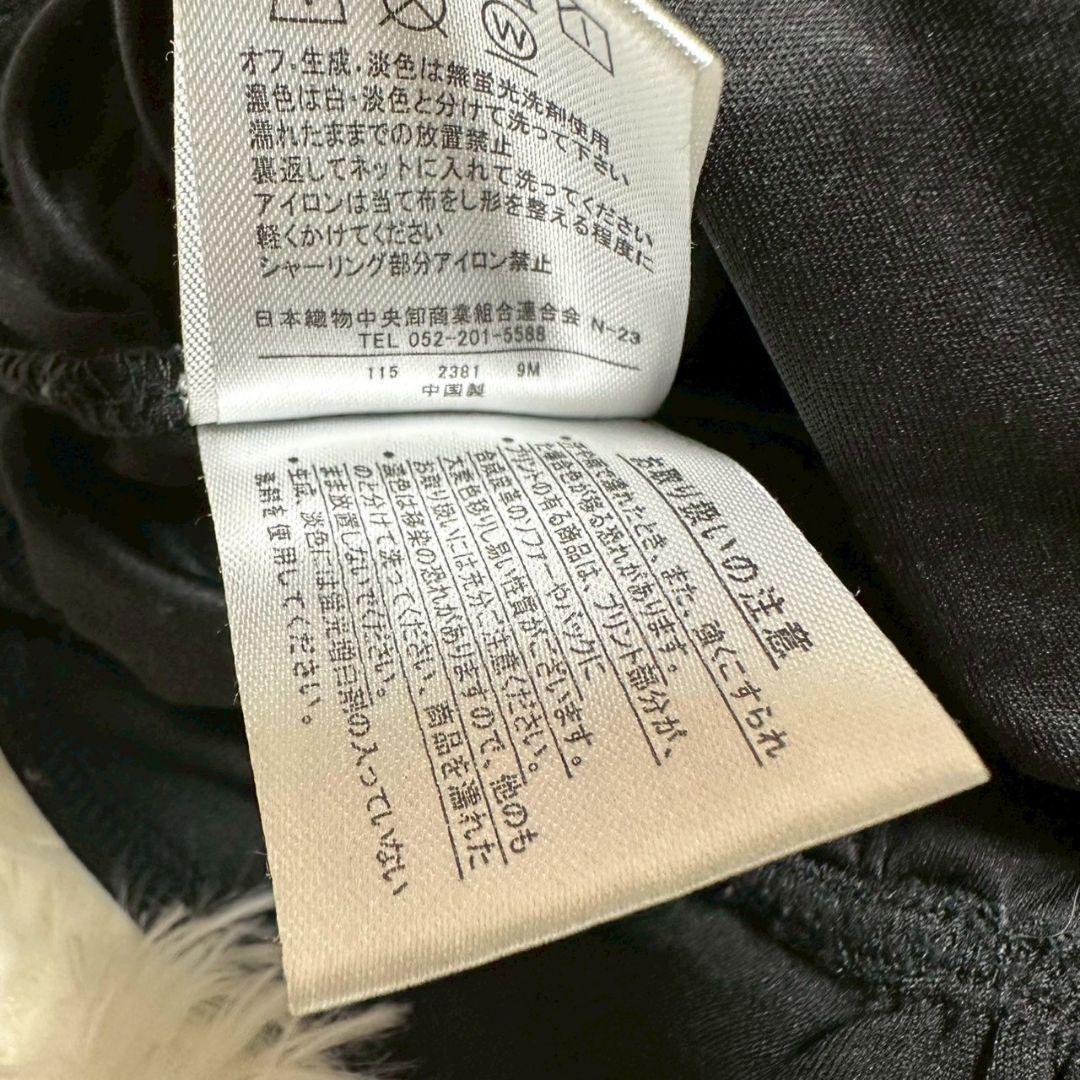 W
オフ・生成・淡色は無蛍光洗剤使用
濃色は白・淡色と分けて洗って下さい
濡れたままでの放置禁止
裏返してネットに入れて洗ってください
アイロンは当て布をし形を整える程度に
軽くかけてください
シャーリング部分アイロン禁止
日本織物中央卸商業組合連合会 N-23
TEL 052-201-5588
115 2381 9M
中国製
お取り扱いの注意
・汗や雨で濡れたとき、また、強くこすられ
た場合色が移る恐れがあります。
・プリントの有る商品は、プリント部分が、
合成皮革のソファーやバックに
大変色移りし易い性質がございます。
お取り扱いには充分ご注意ください。
・濃色は移染の恐れがありますので、他のも
のと分けて洗ってください、商品を濡れた
まま放置しないでください。
・生成、淡色には蛍光増白剤の入っていない
洗剤を使用してください。